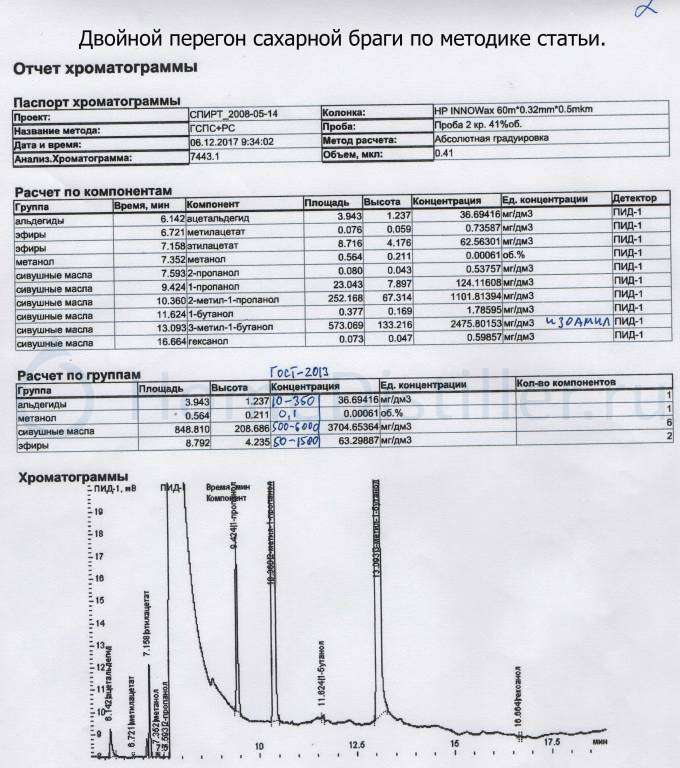 2
Двойной перегон сахарной браги по методике статьи.
Отчет хроматограммы
Паспорт хроматограммы
Проект: СПИРТ_2008-05-14 Колонка: HP INNOWax 60m*0.32mm*0.5mkm
Название метода: ГСПС+РС Проба: Проба 2 кр. 41%об.
Дата и время: 06.12.2017 9:34:02 Метод расчета: Абсолютная градуировка
Анализ.Хроматограмма: 7443.1 Объем, мкл: 0.41
Расчет по компонентам
Группа Время, мин Компонент Площадь Высота Концентрация Ед. концентрации Детектор
альдегиды 6.142 ацетальдегид 3.943 1.237 36.69416 мг/дм3 ПИД-1
эфиры 6.721 метилацетат 0.076 0.059 0.73587 мг/дм3 ПИД-1
эфиры 7.158 этилацетат 8.716 4.176 62.56301 мг/дм3 ПИД-1
метанол 7.352 метанол 0.564 0.211 0.00061 об.% ПИД-1
сивушные масла 7.593 2-пропанол 0.080 0.043 0.53757 мг/дм3 ПИД-1
сивушные масла 9.424 1-пропанол 23.043 7.897 124.11608 мг/дм3 ПИД-1
сивушные масла 10.360 2-метил-1-пропанол 252.168 67.314 1101.81394 мг/дм3 ПИД-1
сивушные масла 11.624 1-бутанол 0.377 0.169 1.78595 мг/дм3 ПИД-1
сивушные масла 13.093 3-метил-1-бутанол 573.069 133.216 2475.80153 мг/дм3 изоамил ПИД-1
сивушные масла 16.664 гексанол 0.073 0.047 0.59857 мг/дм3 ПИД-1
Расчет по группам ГОСТ-2013
Группа Площадь Высота Концентрация Ед. концентрации Кол-во компонентов
альдегиды 3.943 1.237 10-350 36.69416 мг/дм3 1
метанол 0.564 0.211 0,1 0.00061 об.% 1
сивушные масла 848.810 208.686 500-6000 3704.65364 мг/дм3 6
эфиры 8.792 4.235 50-1500 63.29887 мг/дм3 2
HomeDistiller.ru
Хроматограммы
ПИД-1, мВ ПИД- Время, мин
Компонент
19
18
17
16
15
14
13
12
11
10
9
8
6.142|ацетальдегид
6.721|метилацетат
7.158|этилацетат
7.352|метанол
7.593|2-пропанол
9.424|1-пропанол
10.360|2-метил-1-пропанол
11.624|1-бутанол
13.093|3-метил-1-бутанол
16.664|гексанол
10 12.5 15 17.5 мин